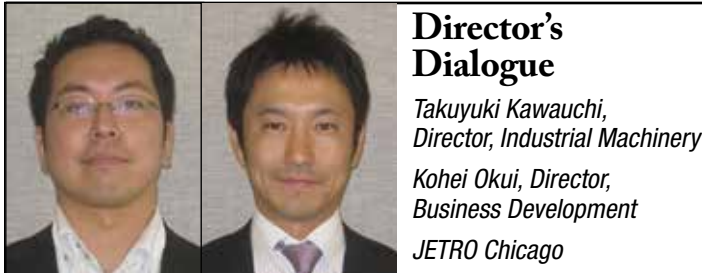 Director's
Dialogue
Takuyuki Kawauchi,
Director, Industrial Machinery
Kohei Okui, Director,
Business Development
JETRO Chicago